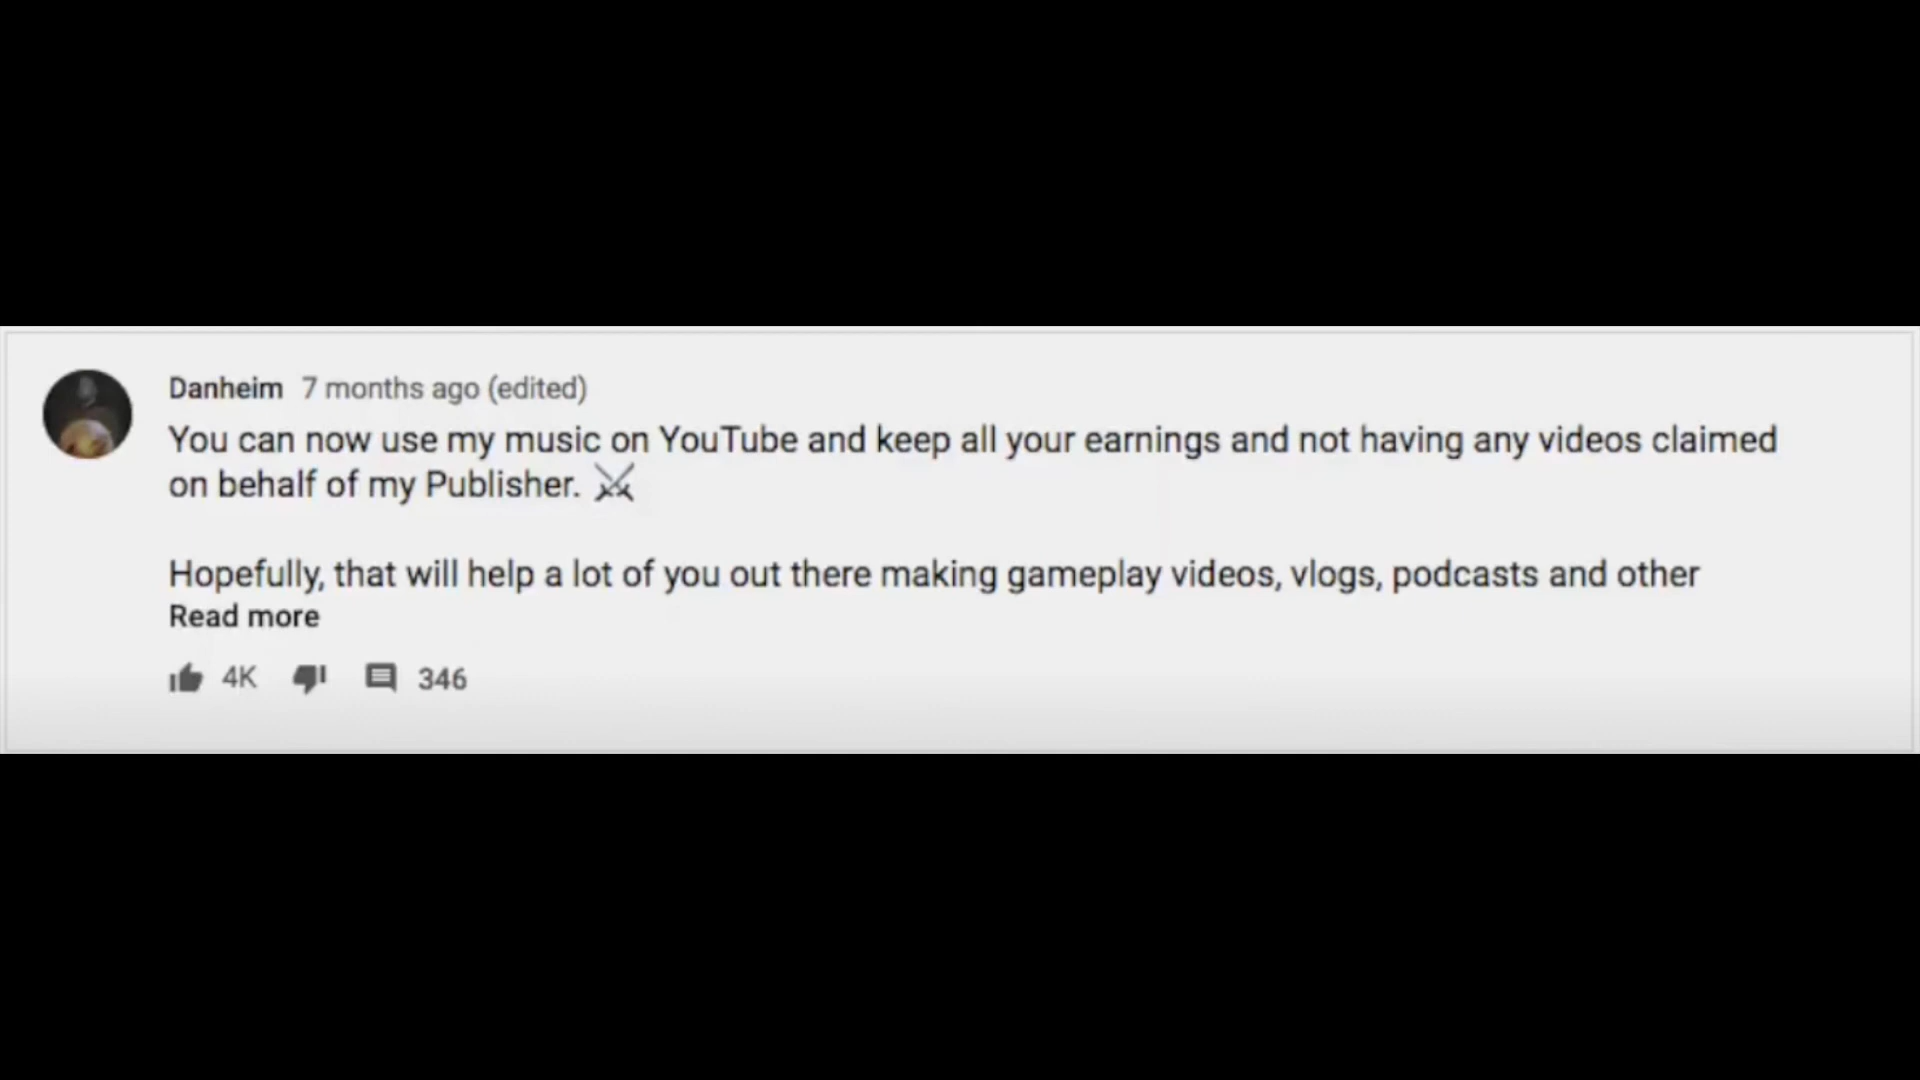 Danheim 7 months ago (edited)
You can now use my music on YouTube and keep all your earnings and not having any videos claimed
on behalf of my Publisher. ⚔
Hopefully, that will help a lot of you out there making gameplay videos, vlogs, podcasts and other
Read more
4K 346